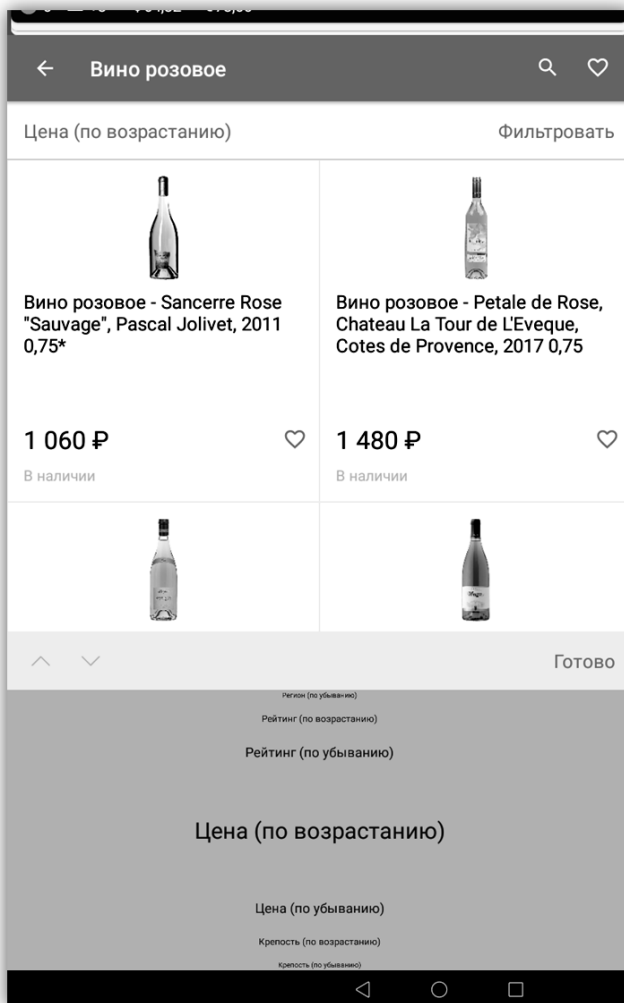 Вино розовое
Цена (по возрастанию)
Фильтровать
Вино розовое - Sancerre Rose
"Sauvage", Pascal Jolivet, 2011
0,75*
1 060 ₽
В наличии
Вино розовое - Petale de Rose,
Chateau La Tour de L'Eveque,
Cotes de Provence, 2017 0,75
1 480 ₽
В наличии
Готово
Регион (по убыванию)
Рейтинг (по возрастанию)
Рейтинг (по убыванию)
Цена (по возрастанию)
Цена (по убыванию)
Крепость (по возрастанию)
Крепость (по убыванию)